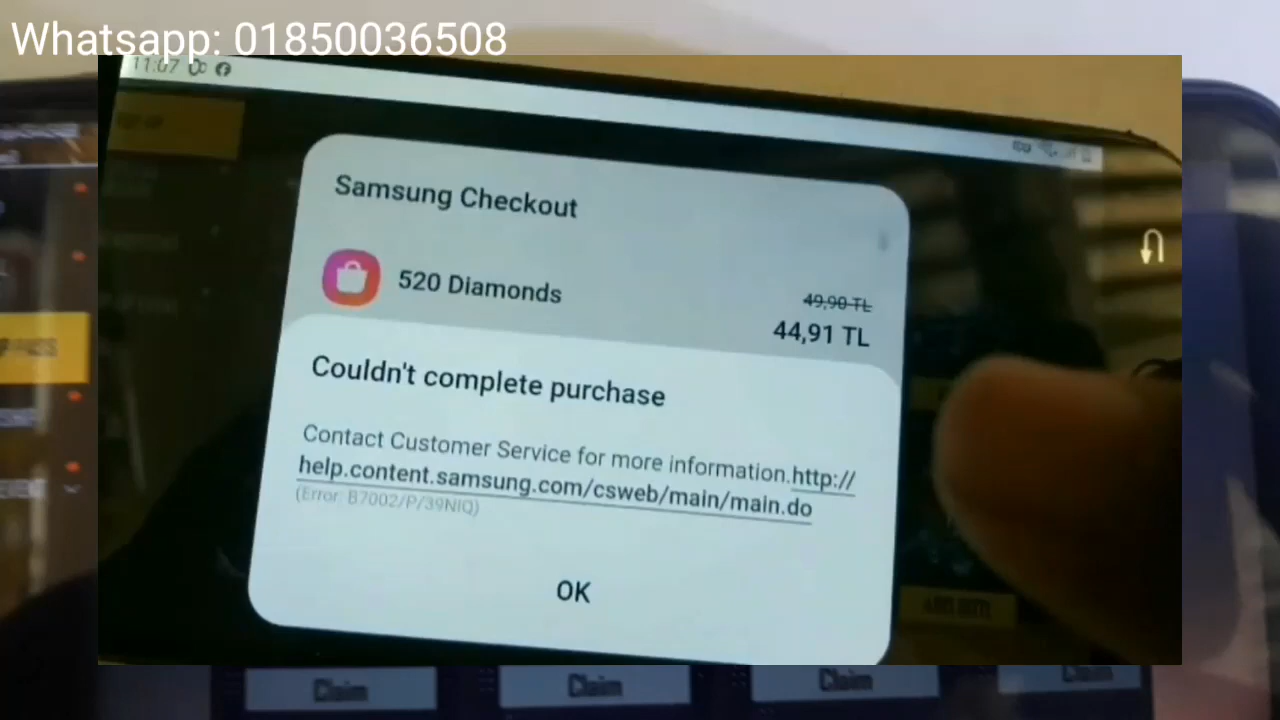 Whatsapp: 01850036508
11:07
Samsung Checkout
520 Diamonds
49,90 TL
44,91 TL
Couldn't complete purchase
Contact Customer Service for more information.http://
help.content.samsung.com/csweb/main/main.do
(Error: B7002/P/39NIQ)
OK
Claim
Claim
Claim
Claim